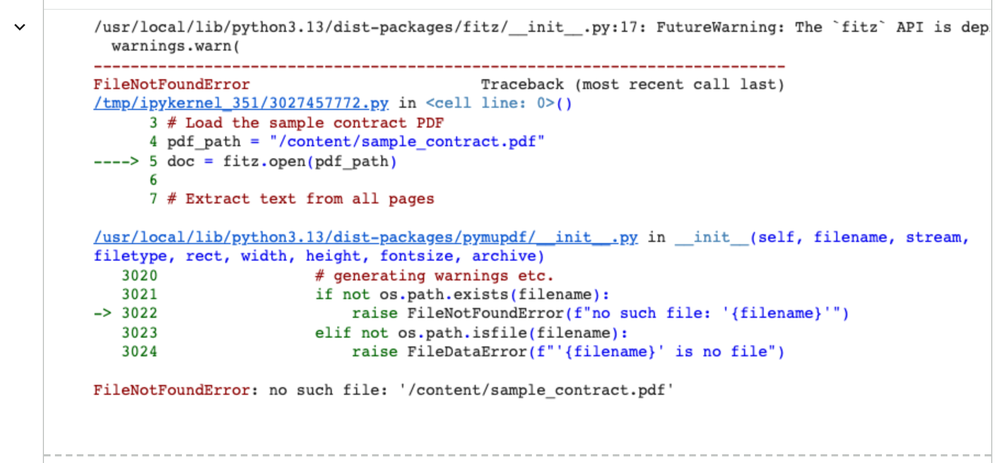 /usr/local/lib/python3.13/dist-packages/fitz/__init__.py:17: FutureWarning: The `fitz` API is dep
  warnings.warn(
---------------------------------------------------------------------------
FileNotFoundError                         Traceback (most recent call last)
/tmp/ipykernel_351/3027457772.py in <cell line: 0>()
      3 # Load the sample contract PDF
      4 pdf_path = "/content/sample_contract.pdf"
----> 5 doc = fitz.open(pdf_path)
      6
      7 # Extract text from all pages
/usr/local/lib/python3.13/dist-packages/pymupdf/__init__.py in __init__(self, filename, stream,
filetype, rect, width, height, fontsize, archive)
   3020                 # generating warnings etc.
   3021                 if not os.path.exists(filename):
-> 3022                     raise FileNotFoundError(f"no such file: '{filename}'")
   3023                 elif not os.path.isfile(filename):
   3024                     raise FileDataError(f"'{filename}' is no file")
FileNotFoundError: no such file: '/content/sample_contract.pdf'